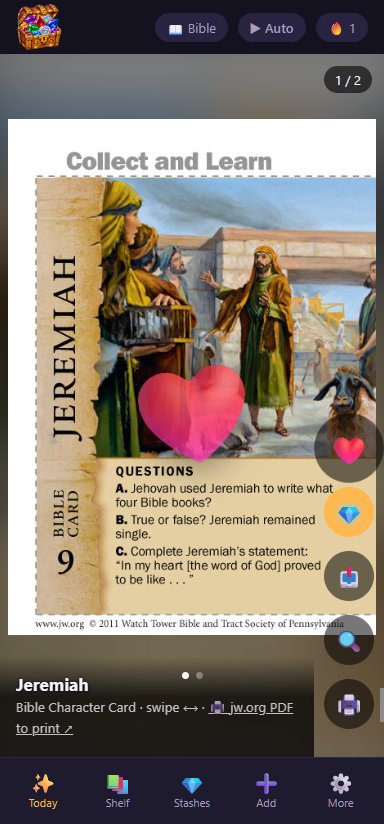 Bible
Auto
1
1 / 2
Collect and Learn
JEREMIAH
BIBLE
CARD
9
QUESTIONS
A. Jehovah used Jeremiah to write what
four Bible books?
B. True or false? Jeremiah remained
single.
C. Complete Jeremiah's statement:
“In my heart [the word of God] proved
to be like . . . ”
www.jw.org © 2011 Watch Tower Bible and Tract Society of Pennsylvania
Jeremiah
Bible Character Card · swipe ↔ · jw.org PDF
to print ↗
Today
Shelf
Stashes
Add
More